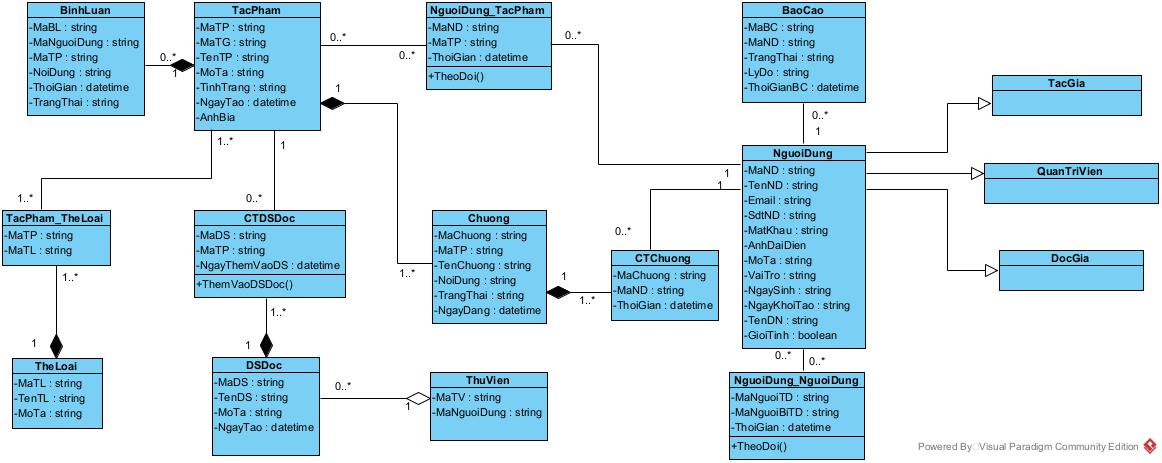 BinhLuan
-MaBL : string
-MaNguoiDung : string
-MaTP : string
-NoiDung : string
-ThoiGian : datetime
-TrangThai : string
0..*
1
TacPham
-MaTP : string
-MaTG : string
-TenTP : string
-MoTa : string
-TinhTrang : string
-NgayTao : datetime
-AnhBia
0..*
0..*
NguoiDung_TacPham
-MaND : string
-MaTP : string
-ThoiGian : datetime
+TheoDoi()
0..*
1
BaoCao
-MaBC : string
-MaND : string
-TrangThai : string
-LyDo : string
-ThoiGianBC : datetime
0..*
1
TacGia
QuanTriVien
DocGia
NguoiDung
-MaND : string
-TenND : string
-Email : string
-SdtND : string
-MatKhau : string
-AnhDaiDien
-MoTa : string
-VaiTro : string
-NgaySinh : string
-NgayKhoiTao : string
-TenDN : string
-GioiTinh : boolean
1
0..*
1
1..*
1..*
1..*
TacPham_TheLoai
-MaTP : string
-MaTL : string
1..*
1
TheLoai
-MaTL : string
-TenTL : string
-MoTa : string
1
0..*
CTDSDoc
-MaDS : string
-MaTP : string
-NgayThemVaoDS : datetime
+ThemVaoDSDoc()
1..*
1
DSDoc
-MaDS : string
-TenDS : string
-MoTa : string
-NgayTao : datetime
0..*
1
ThuVien
-MaTV : string
-MaNguoiDung : string
Chuong
-MaChuong : string
-MaTP : string
-TenChuong : string
-NoiDung : string
-TrangThai : string
-NgayDang : datetime
1
1..*
CTChuong
-MaChuong : string
-MaND : string
-ThoiGian : datetime
0..*
0..*
NguoiDung_NguoiDung
-MaNguoiTD : string
-MaNguoiBiTD : string
-ThoiGian : datetime
+TheoDoi()
Powered By Visual Paradigm Community Edition